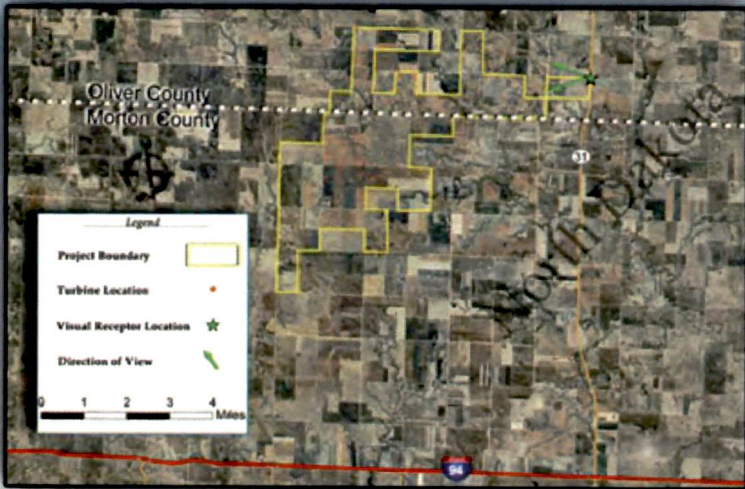 Oliver County
Morton County
31
North Dakota
Legend
Project Boundary
Turbine Location
Visual Receptor Location
Direction of View
0 1 2 3 4
Miles
94